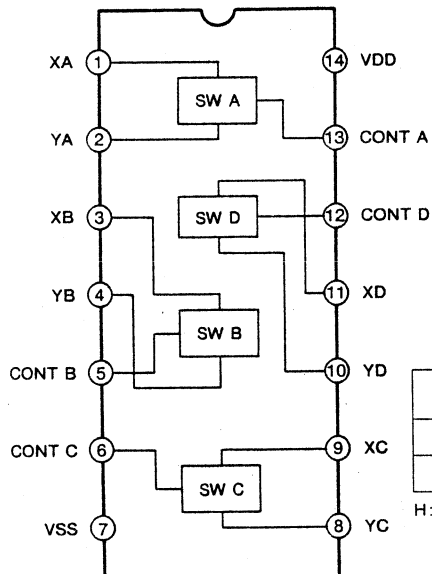 XA 1
14 VDD
SW A
YA 2
13 CONT A
XB 3
SW D
12 CONT D
YB 4
11 XD
SW B
CONT B 5
10 YD
CONT C 6
9 XC
SW C
VSS 7
8 YC
H: